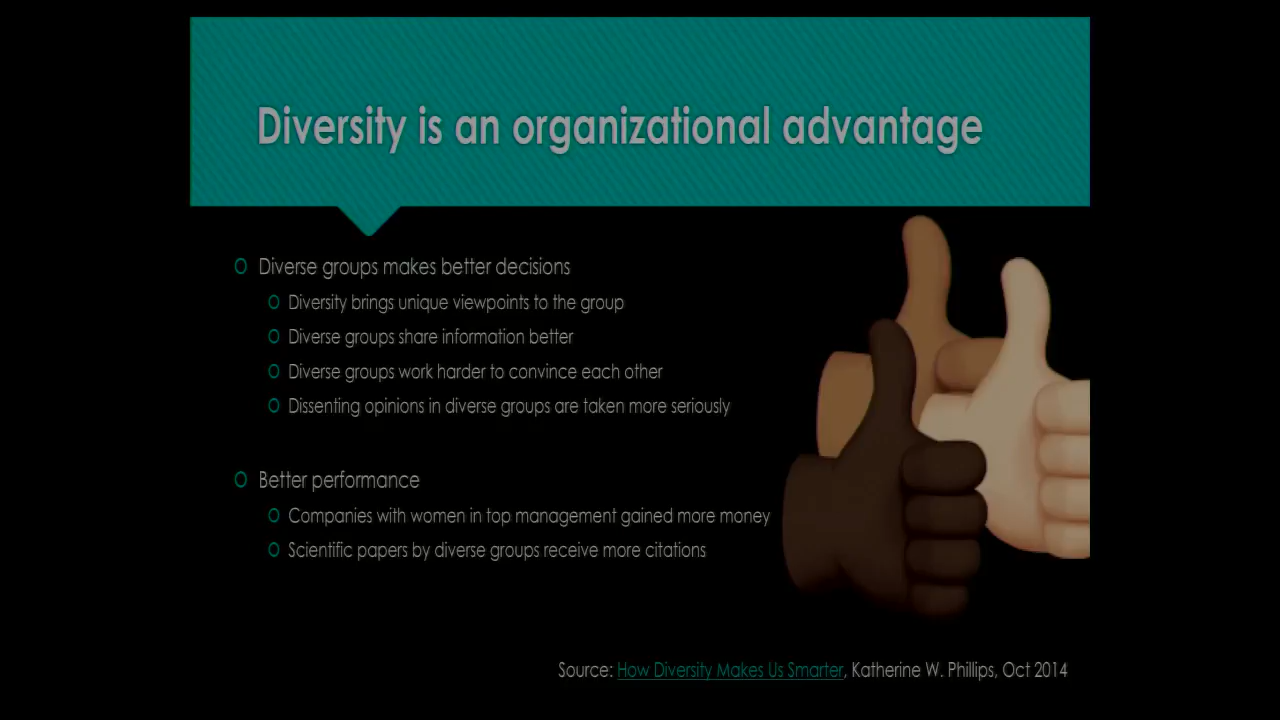 Diversity is an organizational advantage
Diverse groups makes better decisions
Diversity brings unique viewpoints to the group
Diverse groups share information better
Diverse groups work harder to convince each other
Dissenting opinions in diverse groups are taken more seriously
Better performance
Companies with women in top management gained more money
Scientific papers by diverse groups receive more citations
Source: How Diversity Makes Us Smarter, Katherine W. Phillips, Oct 2014